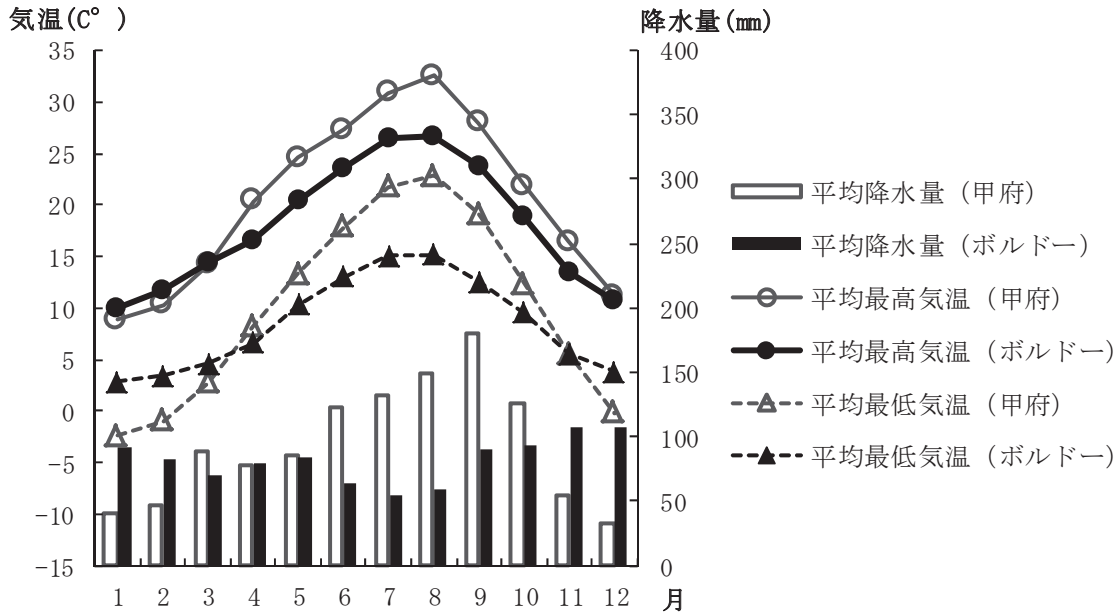 気温(C°)
降水量(㎜)
35
30
25
20
15
10
5
0
-5
-10
-15
400
350
300
250
200
150
100
50
0
1 2 3 4 5 6 7 8 9 10 11 12 月
平均降水量（甲府）
平均降水量（ボルドー）
平均最高気温（甲府）
平均最高気温（ボルドー）
平均最低気温（甲府）
平均最低気温（ボルドー）